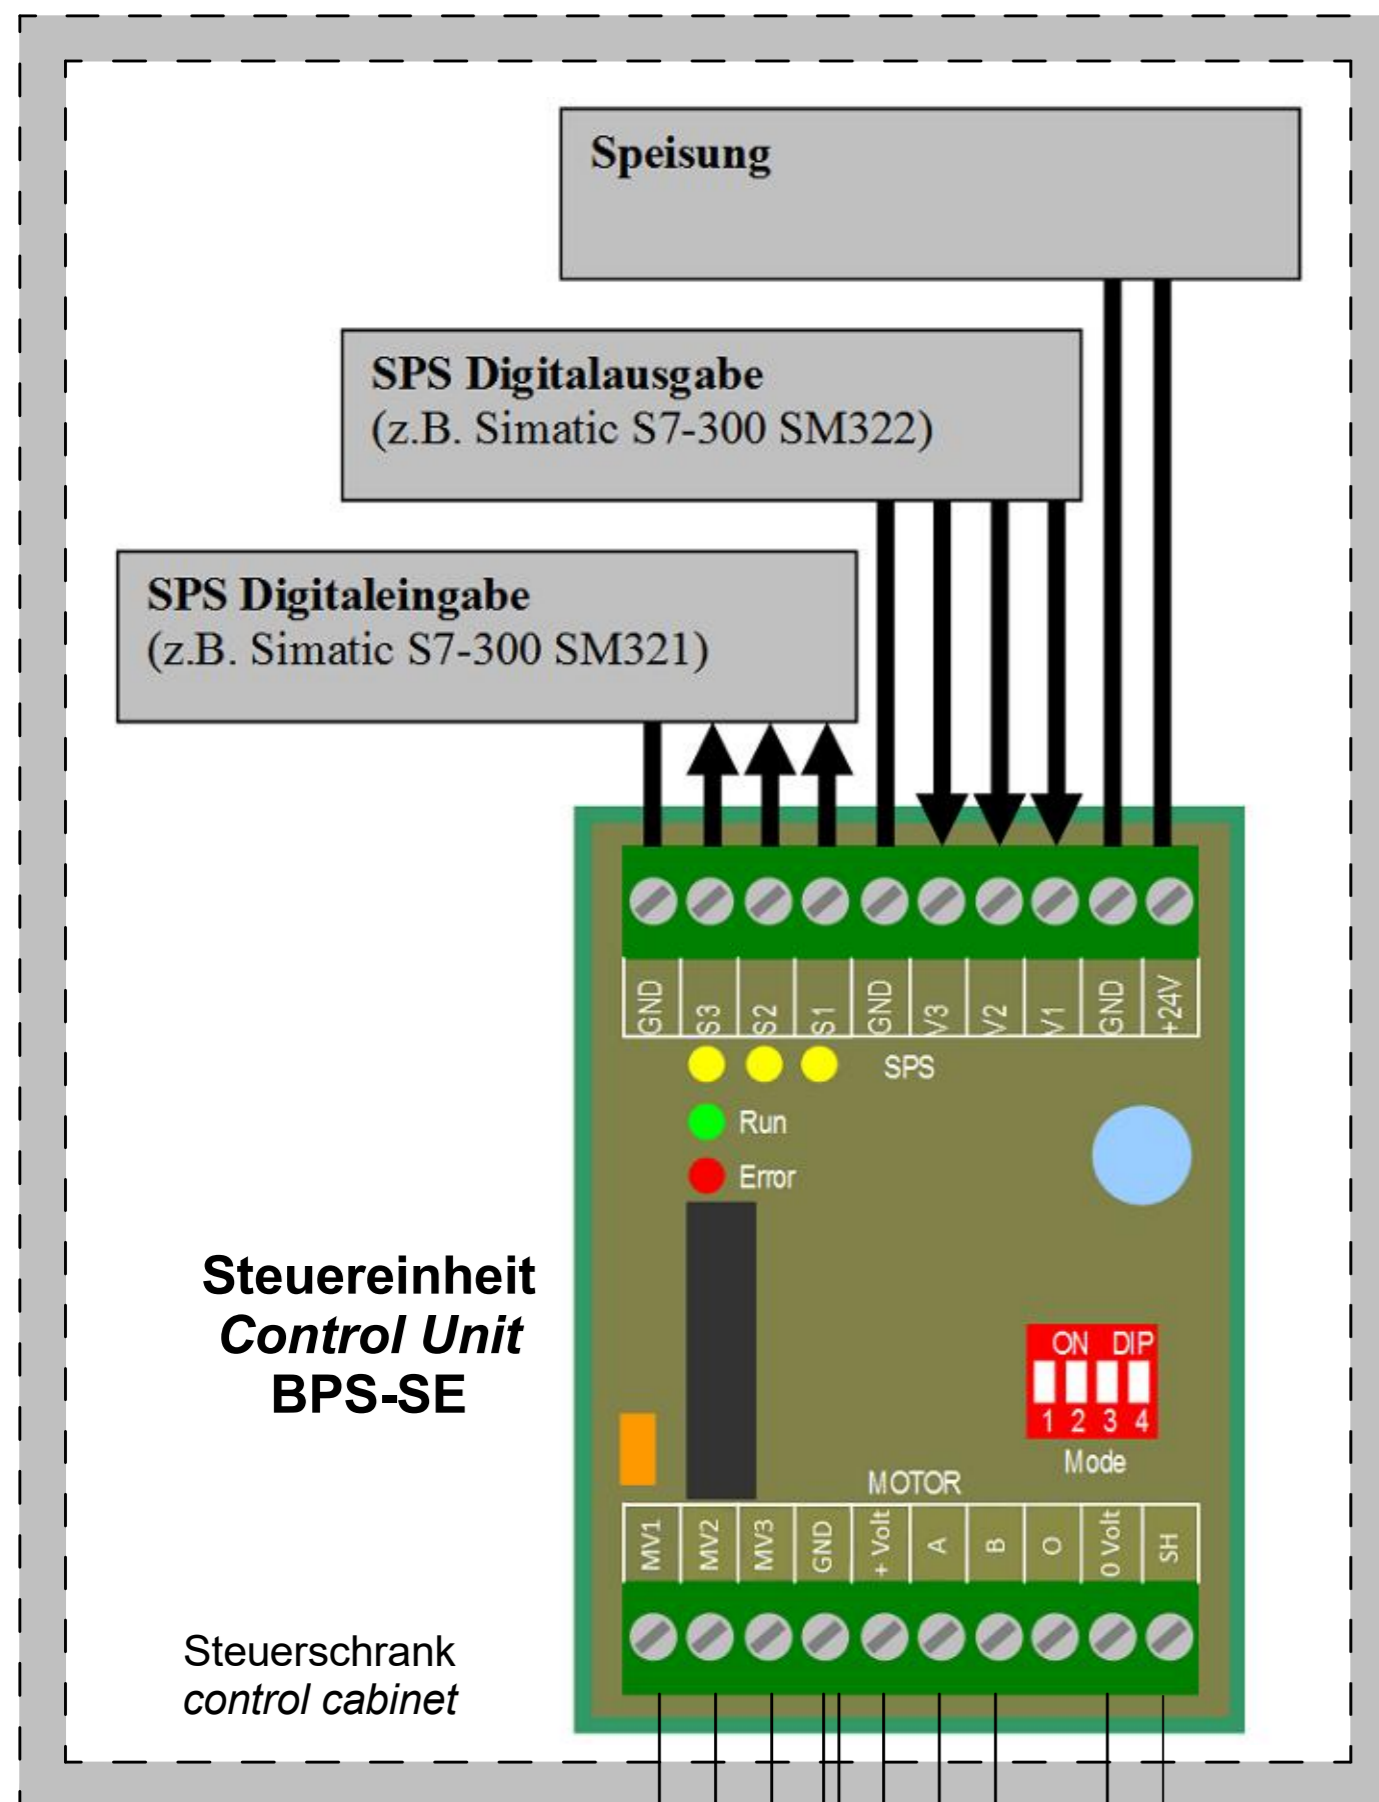 Speisung
SPS Digitalausgabe
(z.B. Simatic S7-300 SM322)
SPS Digitaleingabe
(z.B. Simatic S7-300 SM321)
GND S3 S2 S1 GND V3 V2 V1 GND +24V
SPS
Run
Error
Steuereinheit
Control Unit
BPS-SE
ON DIP
1 2 3 4
Mode
MOTOR
MV1 MV2 MV3 GND + Volt A B O 0 Volt SH
Steuerschrank
control cabinet